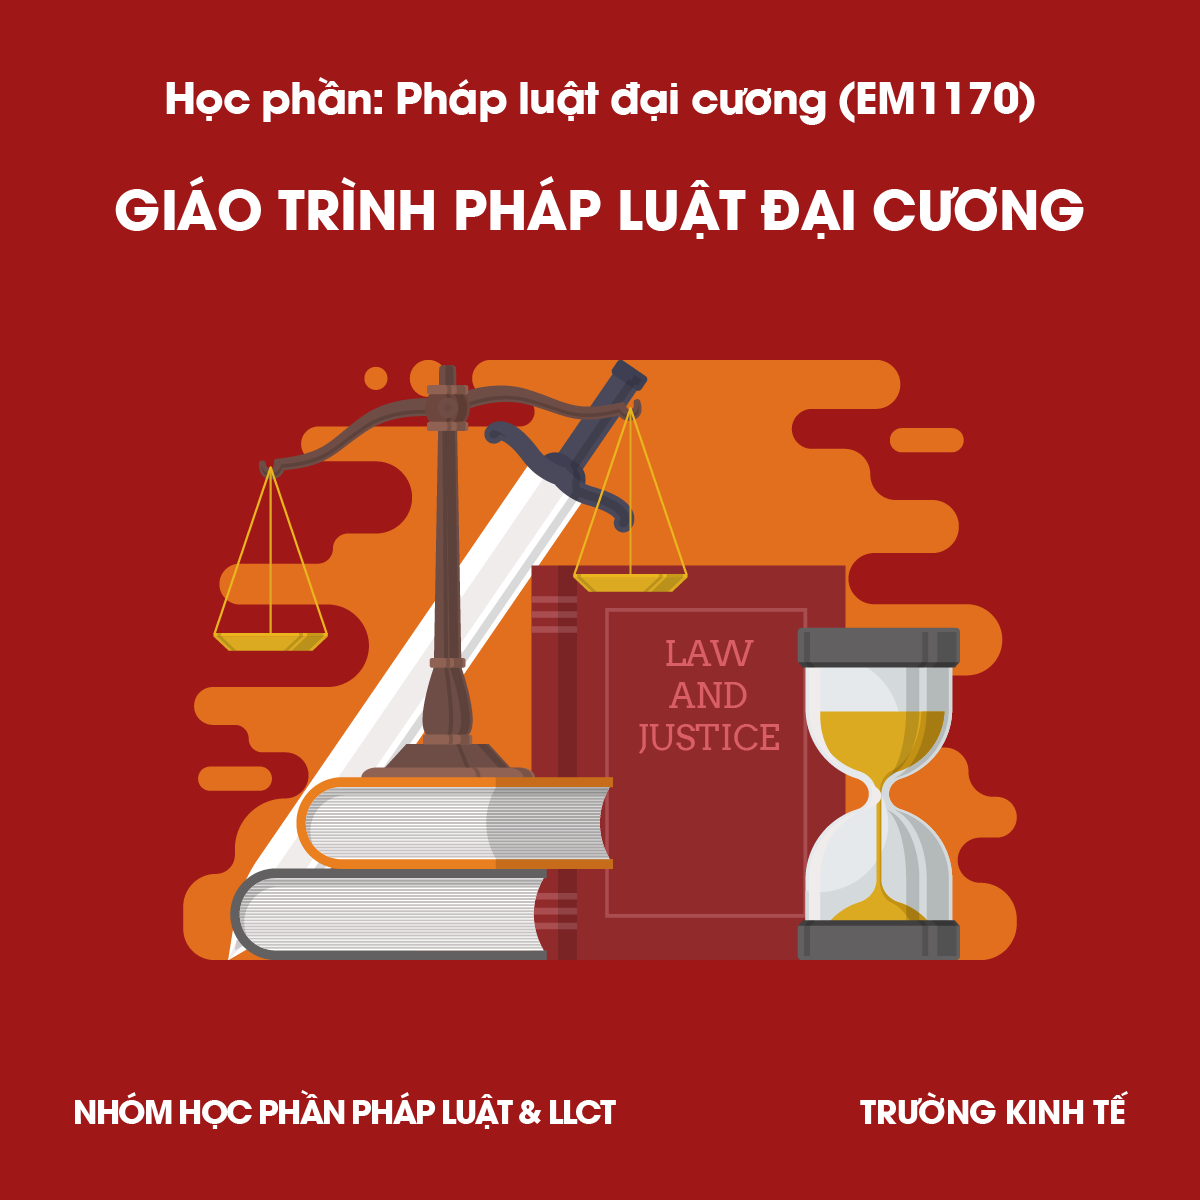 Học phần: Pháp luật đại cương (EM1170)
GIÁO TRÌNH PHÁP LUẬT ĐẠI CƯƠNG
LAW
AND
JUSTICE
NHÓM HỌC PHẦN PHÁP LUẬT & LLCT
TRƯỜNG KINH TẾ